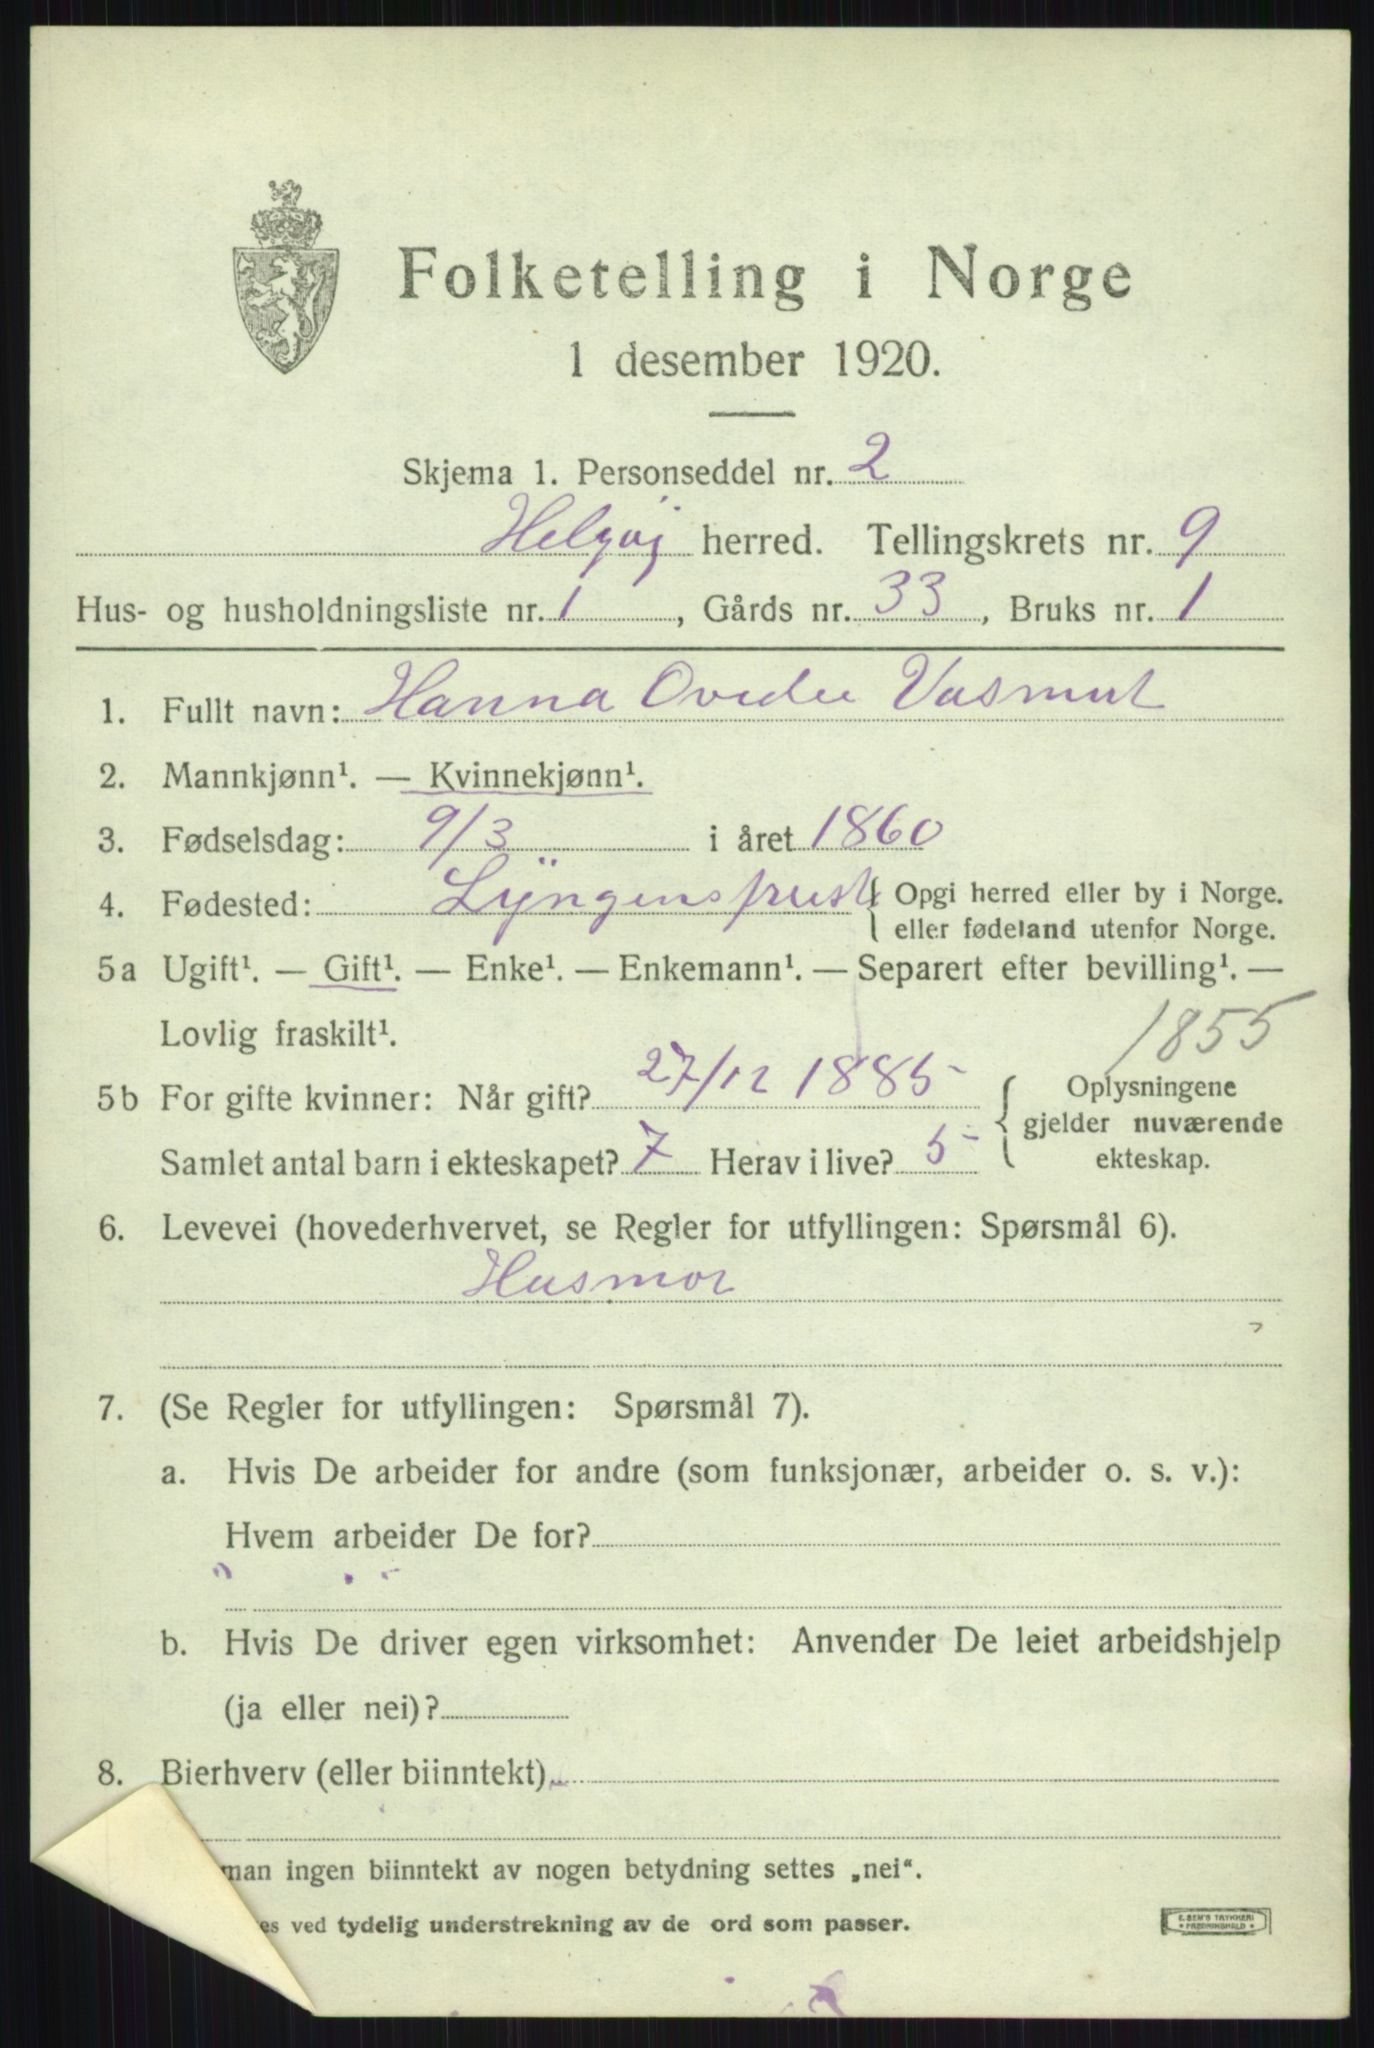 Folketelling i Norge
1 desember 1920.
Skjema 1. Personseddel nr. 2
Helgøj herred. Tellingskrets nr. 9
Hus- og husholdningsliste nr. 1, Gårds nr. 33, Bruks nr. 1
1. Fullt navn: Hanna Ovedie Vasmut
2. Mannkjønn¹. — Kvinnekjønn¹.
3. Fødselsdag: 9/3 i året 1860
4. Fødested: Lyngens prest { Opgi herred eller by i Norge.
eller fødeland utenfor Norge.
5a Ugift¹. — Gift¹. — Enke¹. — Enkemann¹. — Separert efter bevilling¹. —
Lovlig fraskilt¹.
1855
5b For gifte kvinner: Når gift? 27/12 1885 { Oplysningene
gjelder nuværende
Samlet antal barn i ekteskapet? 7 Herav i live? 5 ekteskap.
6. Levevei (hovederhvervet, se Regler for utfyllingen: Spørsmål 6).
Husmor
7. (Se Regler for utfyllingen: Spørsmål 7).
a. Hvis De arbeider for andre (som funksjonær, arbeider o. s. v.):
Hvem arbeider De for?
b. Hvis De driver egen virksomhet: Anvender De leiet arbeidshjelp
(ja eller nei)?
8. Bierhverv (eller biinntekt)
man ingen biinntekt av nogen betydning settes „nei“.
es ved tydelig understrekning av de ord som passer.
E. SEM'S TRYKKERI
FREDRIKSHALD